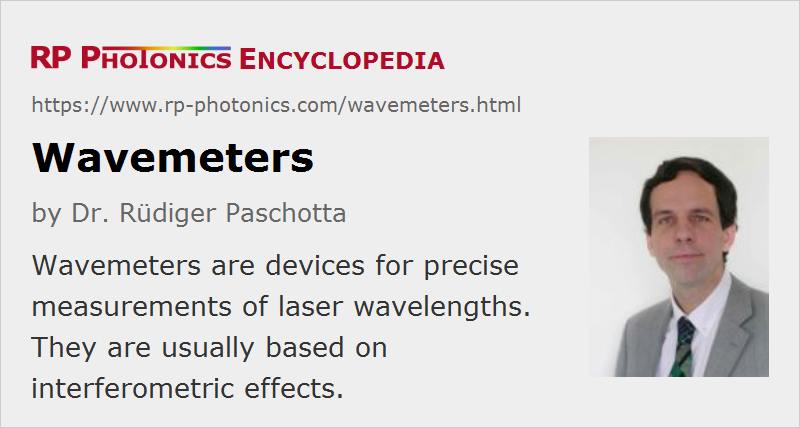 RP PHOTONICS ENCYCLOPEDIA
https://www.rp-photonics.com/wavemeters.html
Wavemeters
by Dr. Rüdiger Paschotta
Wavemeters are devices for precise
measurements of laser wavelengths.
They are usually based on
interferometric effects.